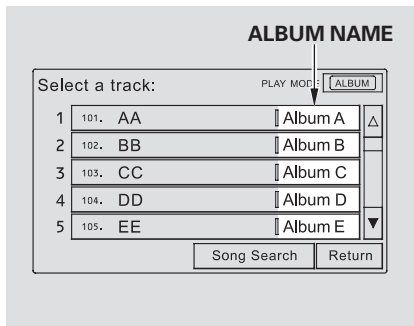 ALBUM NAME
Select a track: PLAY MODE ALBUM
1 101. AA Album A
2 102. BB Album B
3 103. CC Album C
4 104. DD Album D
5 105. EE Album E
Song Search Return